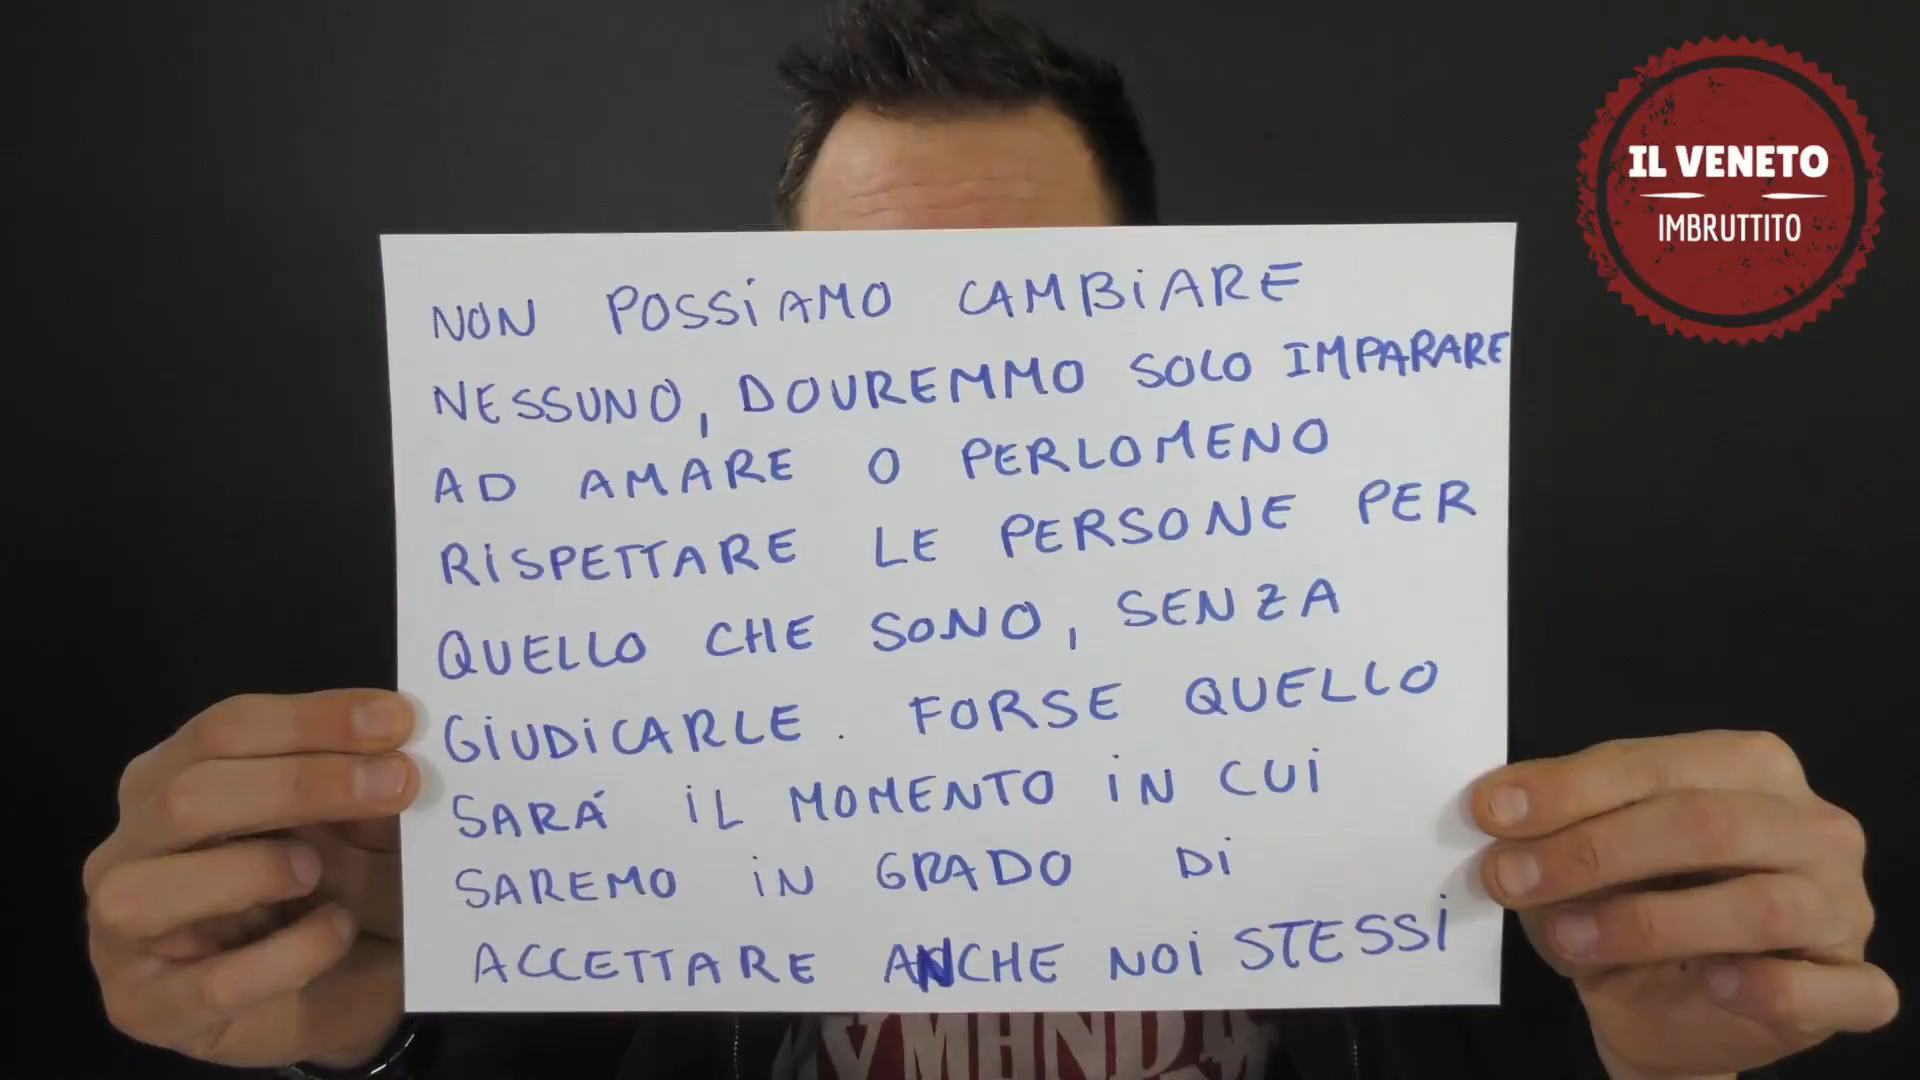 IL VENETO
IMBRUTTITO
NON POSSiAMO CAMBiARE
NESSUNO, DOUREMMO SOLO IMPARARE
AD AMARE O PERLOMENO
RiSPETTARE LE PERSONE PER
QUELLO CHE SONO, SENZA
GiUDiCARLE. FORSE QUELLO
SARÁ iL MOMENTO iN CUi
SAREMO iN GRADO Di
ACCETTARE ANCHE NOi STESSi